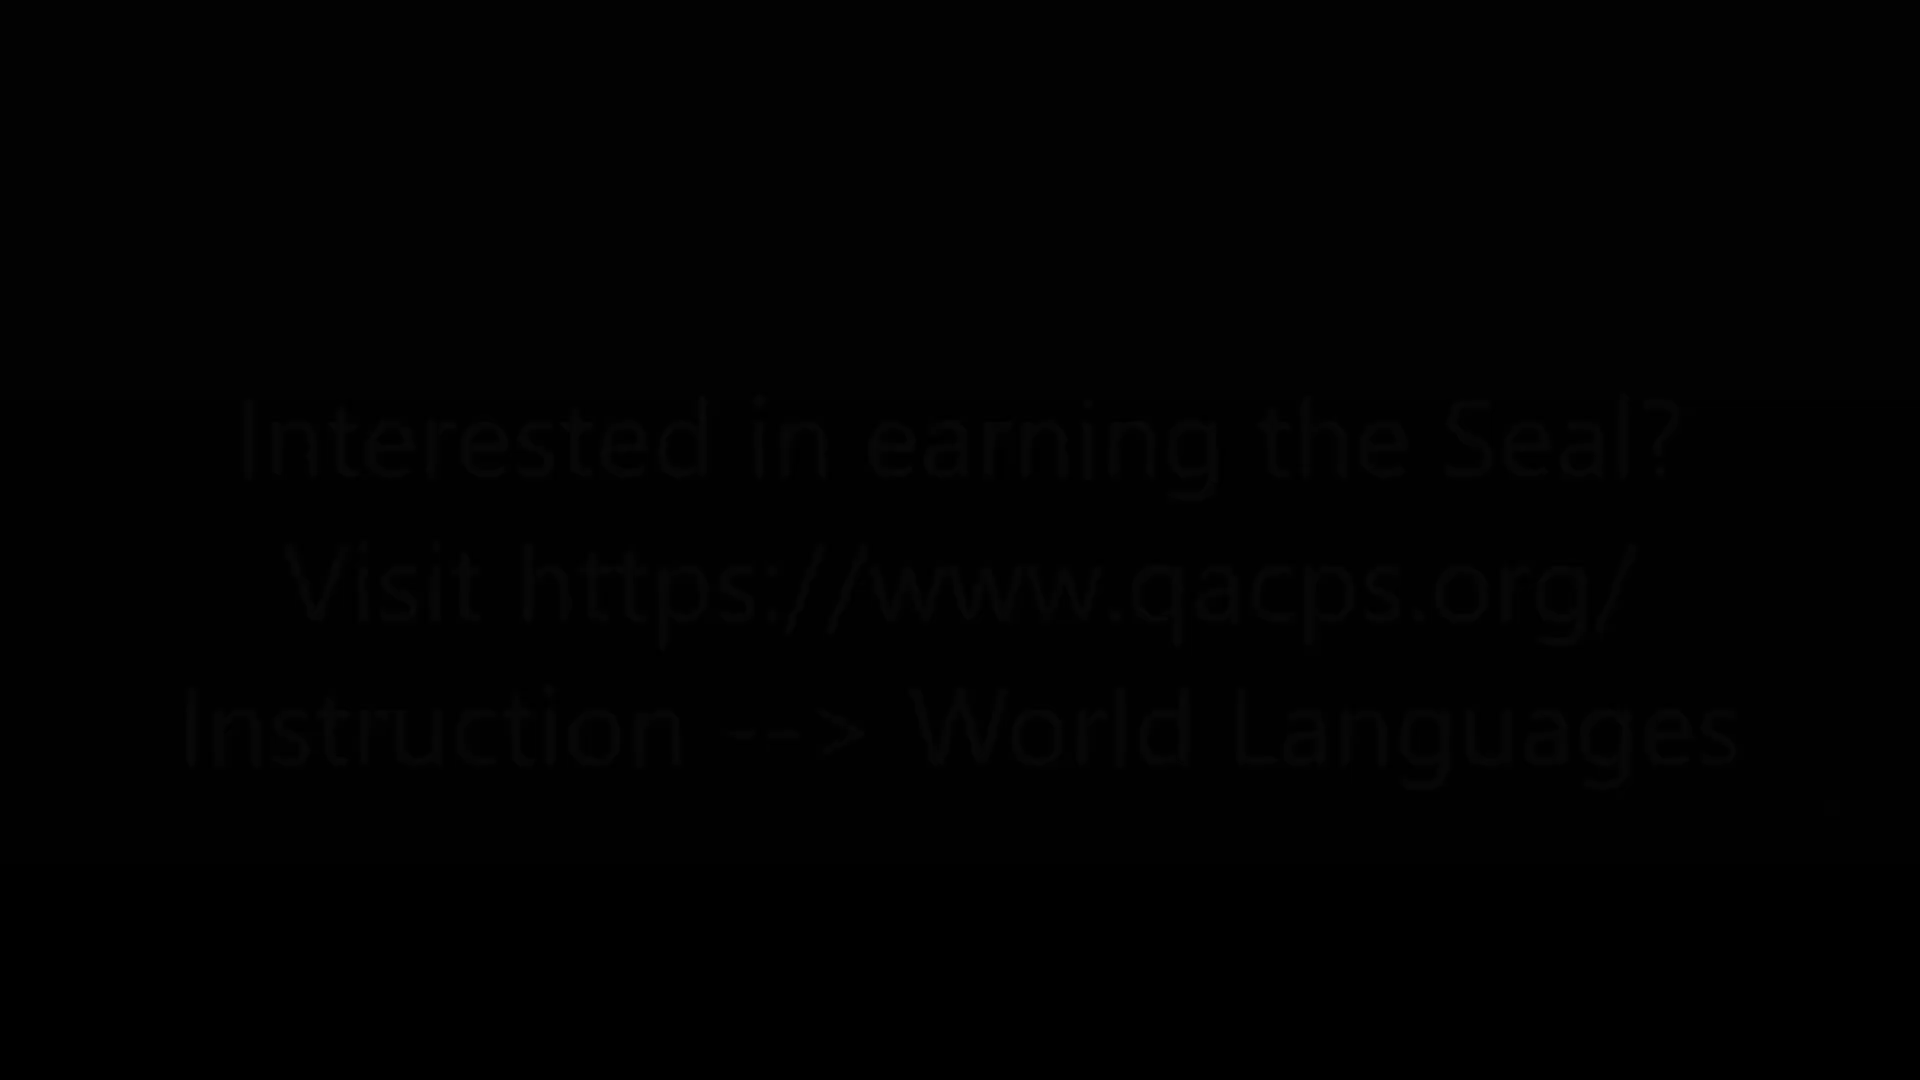 Interested in earning the Seal?
Visit https://www.qacps.org/
Instruction --> World Languages